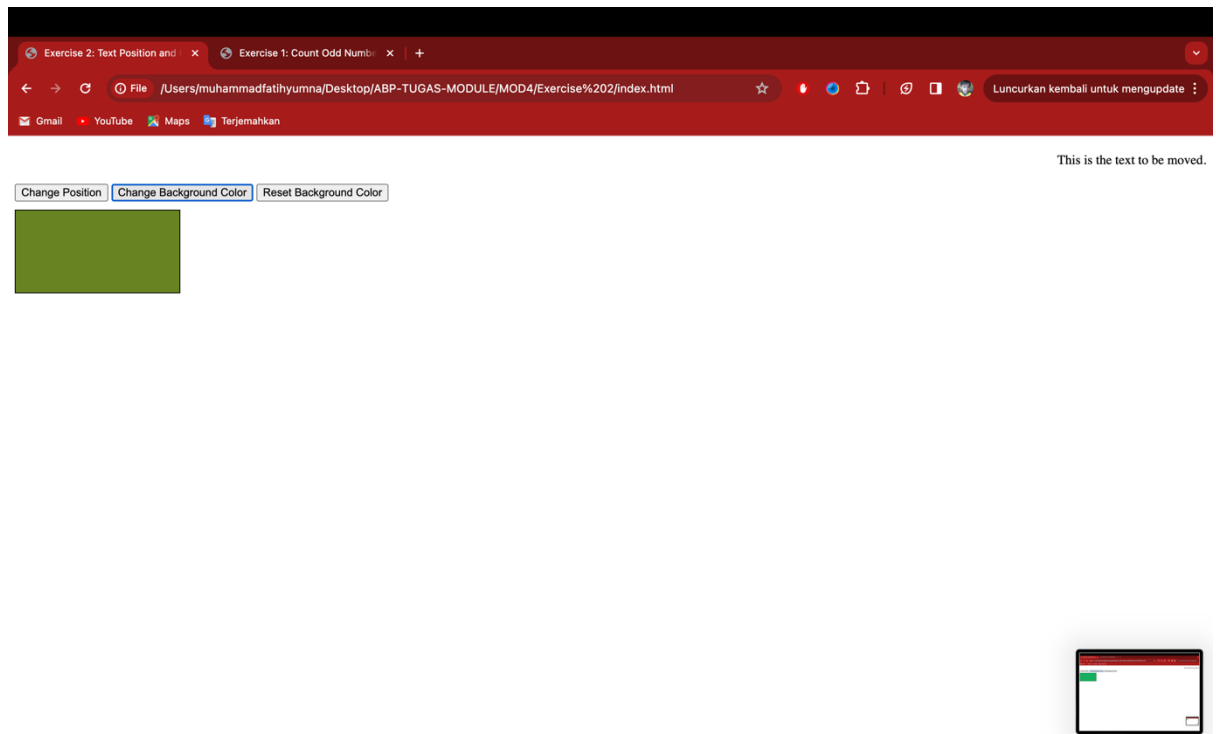 Exercise 2: Text Position and
Exercise 1: Count Odd Numbe
File /Users/muhammadfatihyumna/Desktop/ABP-TUGAS-MODULE/MOD4/Exercise%202/index.html
Luncurkan kembali untuk mengupdate
Gmail YouTube Maps Terjemahkan
This is the text to be moved.
Change Position Change Background Color Reset Background Color